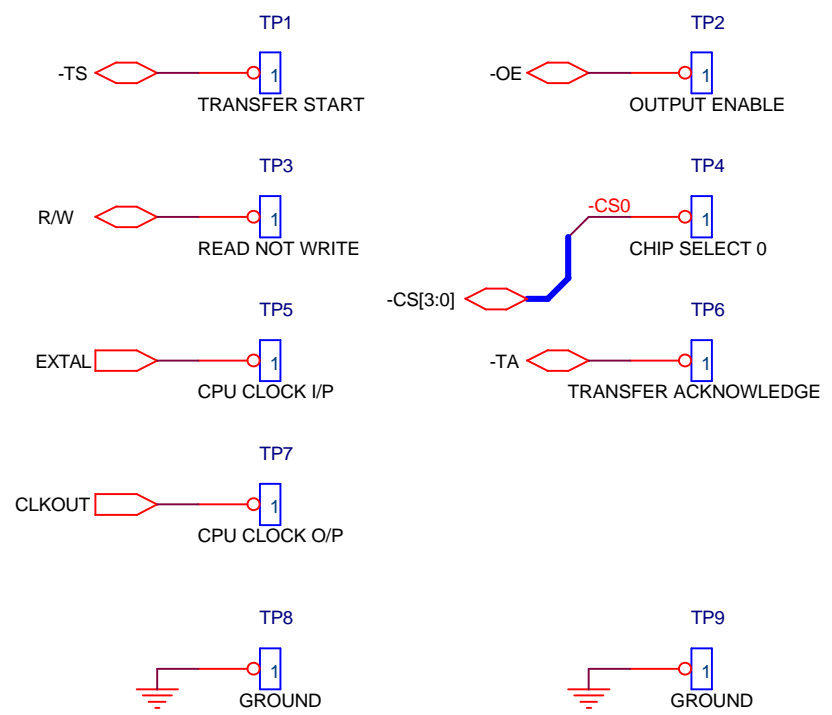 TP1
-TS
1
TRANSFER START
TP2
-OE
1
OUTPUT ENABLE
TP3
R/W
1
READ NOT WRITE
TP4
-CS0
1
CHIP SELECT 0
-CS[3:0]
TP5
EXTAL
1
CPU CLOCK I/P
TP6
-TA
1
TRANSFER ACKNOWLEDGE
TP7
CLKOUT
1
CPU CLOCK O/P
TP8
1
GROUND
TP9
1
GROUND